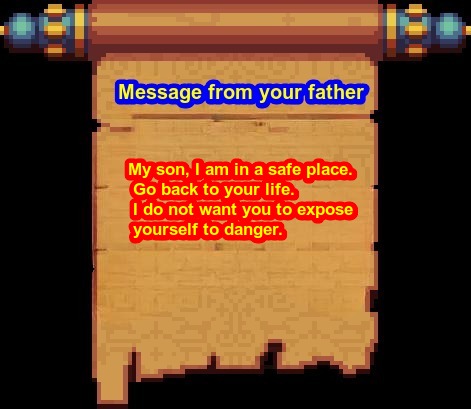 Message from your father
My son, I am in a safe place.
Go back to your life.
I do not want you to expose
yourself to danger.